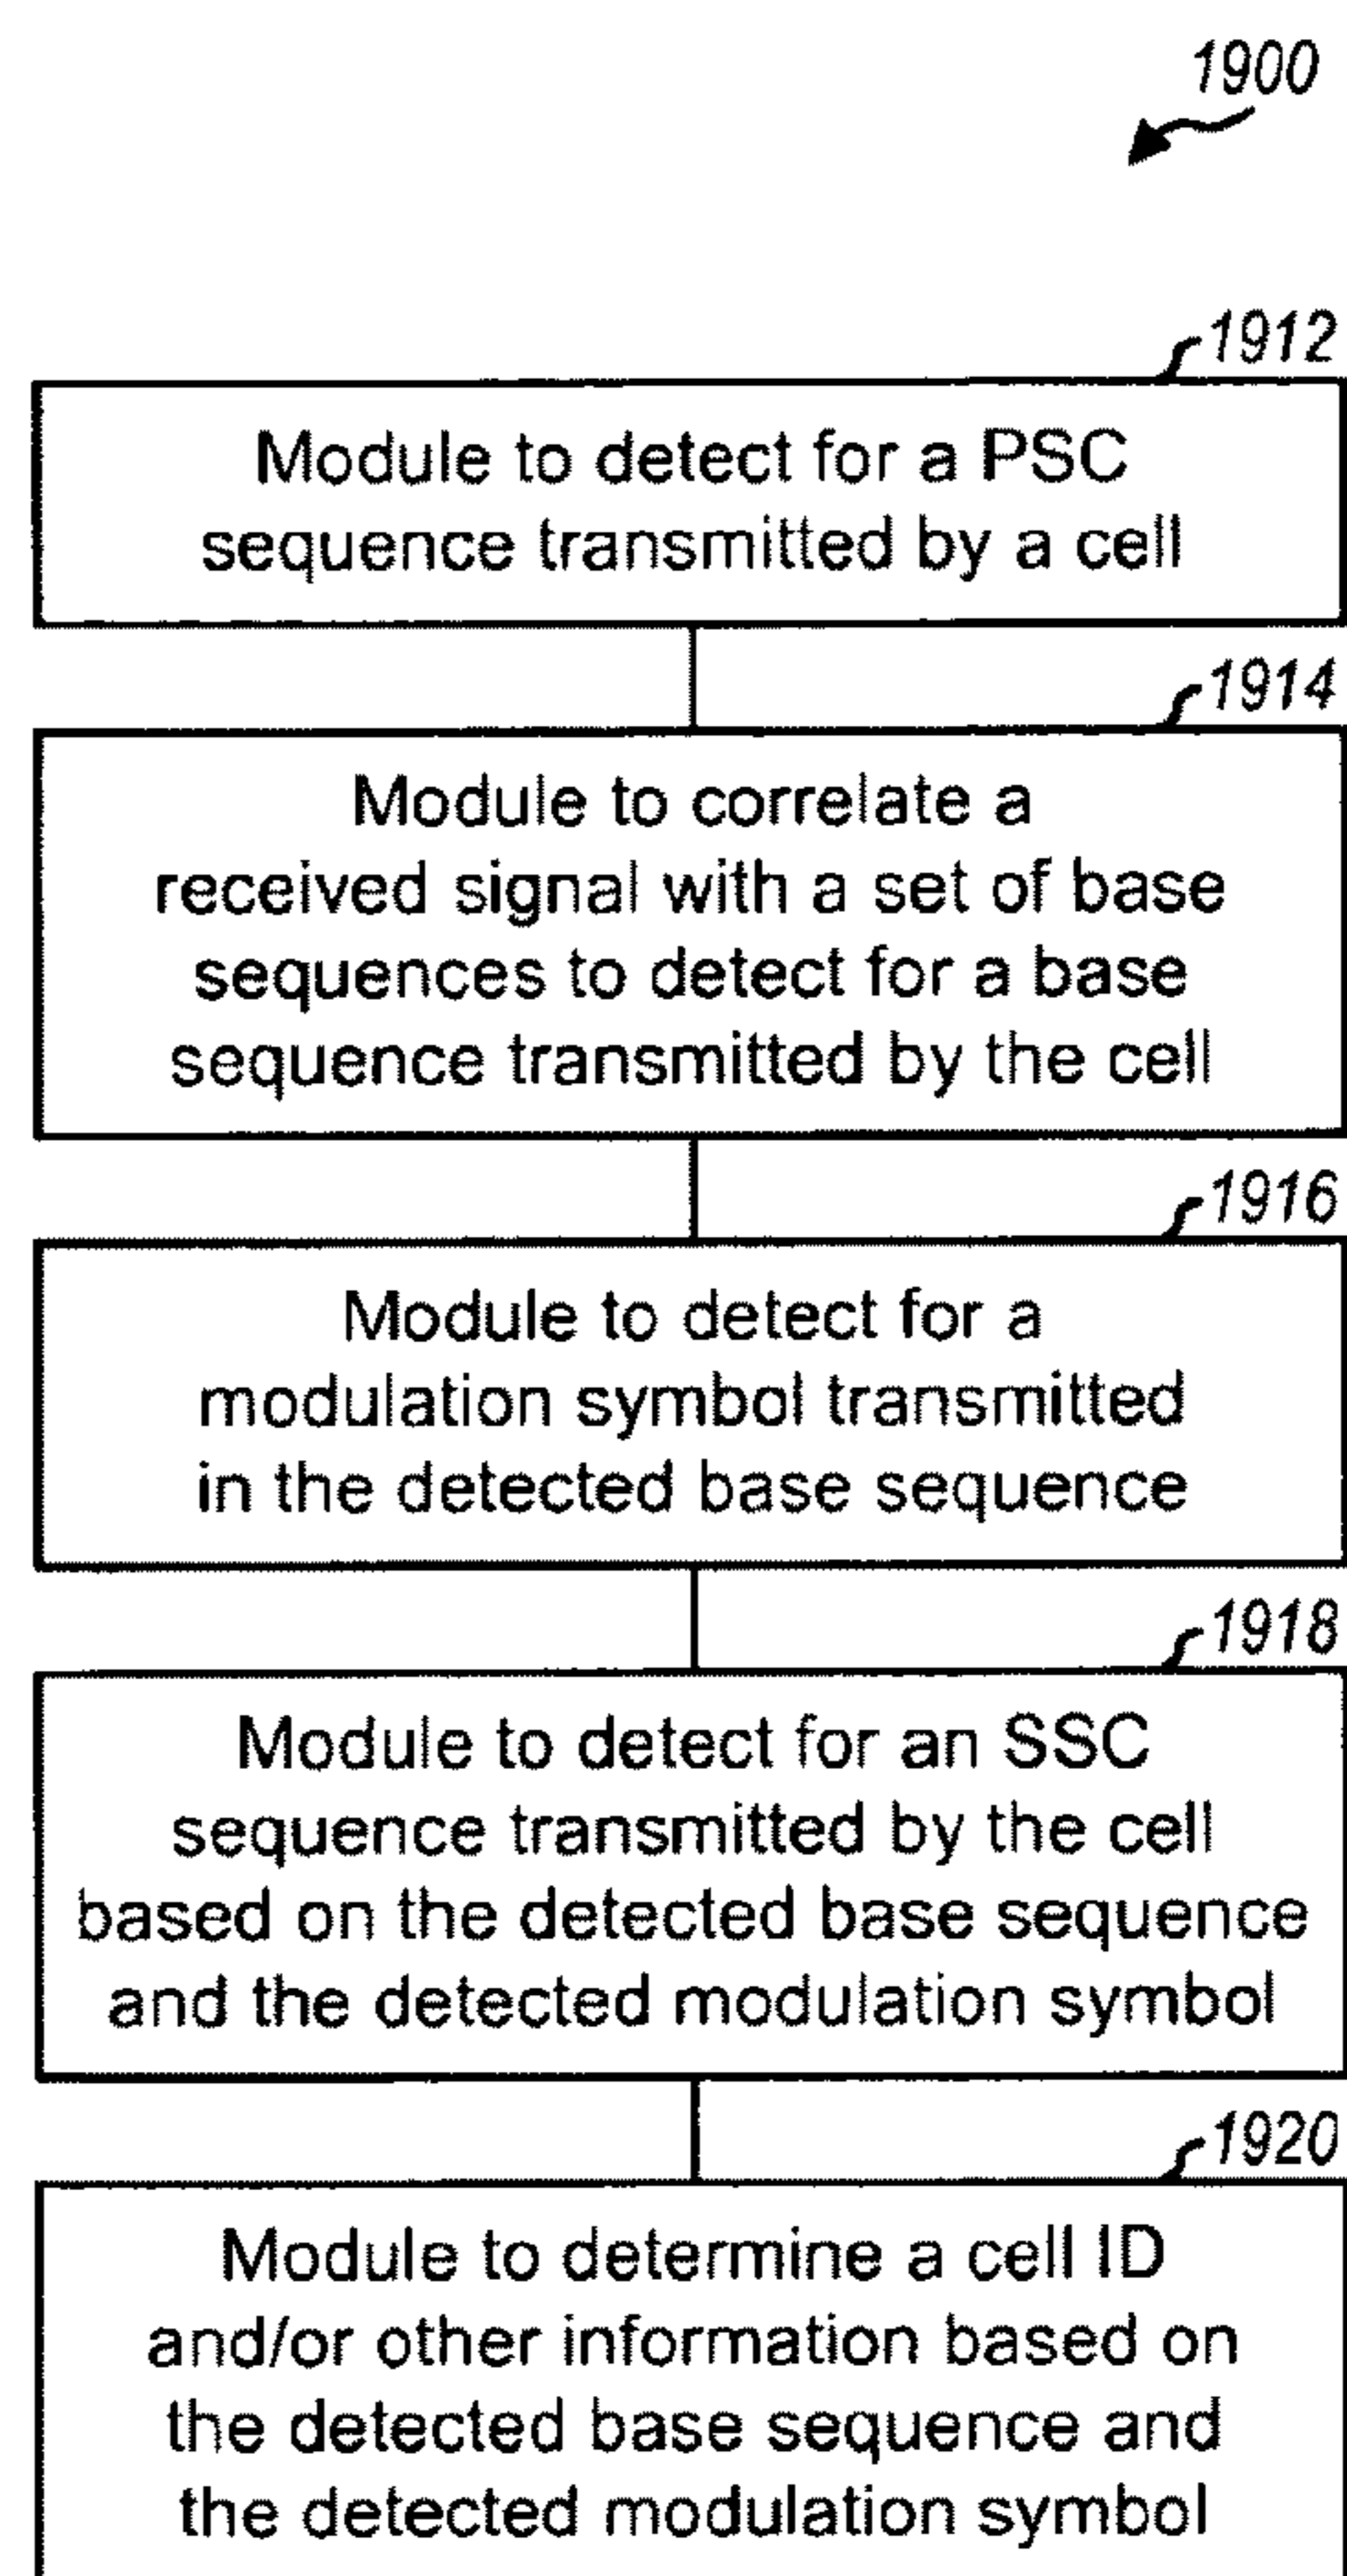 1900
1912
Module to detect for a PSC
sequence transmitted by a cell
1914
Module to correlate a
received signal with a set of base
sequences to detect for a base
sequence transmitted by the cell
1916
Module to detect for a
modulation symbol transmitted
in the detected base sequence
1918
Module to detect for an SSC
sequence transmitted by the cell
based on the detected base sequence
and the detected modulation symbol
1920
Module to determine a cell ID
and/or other information based on
the detected base sequence and
the detected modulation symbol